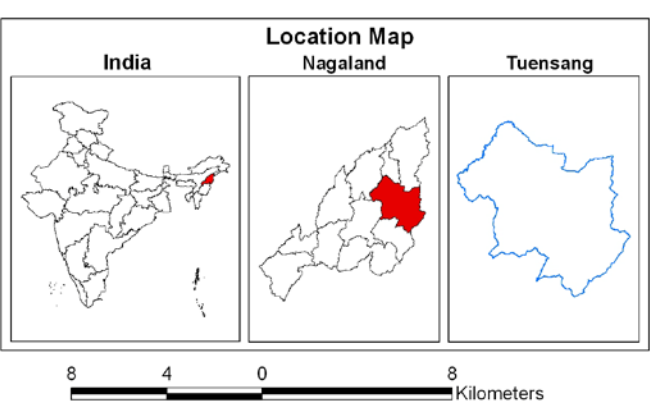 Location Map
India
Nagaland
Tuensang
8 4 0 8
Kilometers